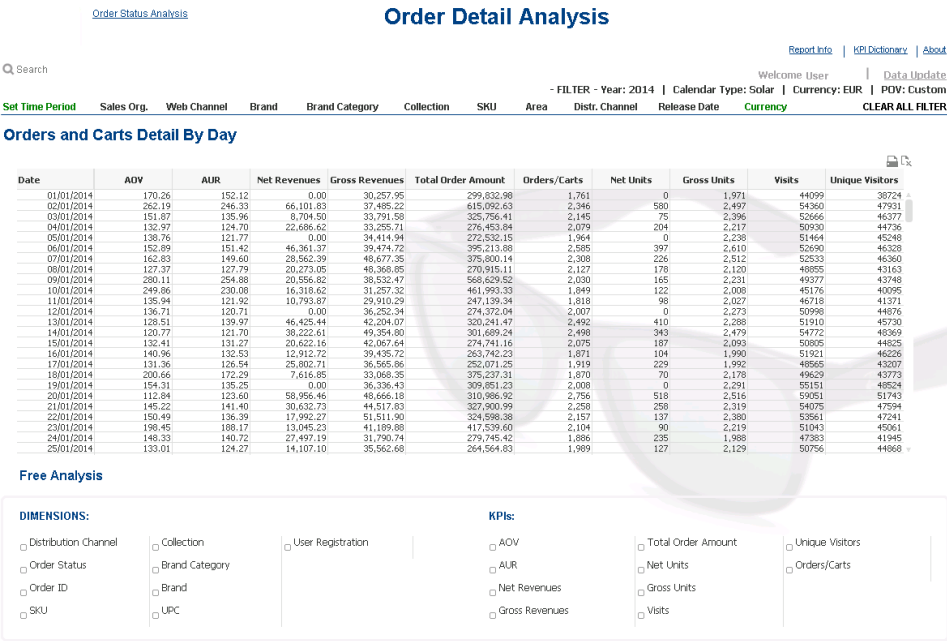 Order Status Analysis
Order Detail Analysis
Report Info | KPI Dictionary | About
Search
Welcome User | Data Update
- FILTER - Year: 2014 | Calendar Type: Solar | Currency: EUR | POV: Custom
Set Time Period Sales Org. Web Channel Brand Brand Category Collection SKU Area Distr. Channel Release Date Currency CLEAR ALL FILTER
Orders and Carts Detail By Day
Date AOV AUR Net Revenues Gross Revenues Total Order Amount Orders/Carts Net Units Gross Units Visits Unique Visitors
01/01/2014 170.26 152.12 0.00 30,257.95 299,832.98 1,761 0 1,971 44099 38724
02/01/2014 262.19 246.33 66,101.83 37,485.22 615,092.63 2,346 580 2,497 54360 47931
03/01/2014 151.87 135.96 8,704.50 33,791.58 325,756.41 2,145 75 2,396 52666 46377
04/01/2014 132.97 124.70 22,686.62 33,255.71 276,453.84 2,079 204 2,217 50930 44736
05/01/2014 138.76 121.77 0.00 34,414.94 272,532.15 1,964 0 2,238 51464 45248
06/01/2014 152.89 151.42 46,361.37 39,474.72 395,213.88 2,585 397 2,610 52690 46328
07/01/2014 162.83 149.60 28,562.39 48,677.35 375,800.14 2,308 226 2,512 52533 46360
08/01/2014 127.37 127.79 20,273.05 48,368.85 270,915.11 2,127 178 2,120 48855 43163
09/01/2014 280.11 254.88 20,556.82 38,532.47 568,629.52 2,030 165 2,231 49377 43748
10/01/2014 249.86 230.08 16,318.62 31,257.32 461,993.33 1,849 122 2,008 45176 40095
11/01/2014 135.94 121.92 10,793.87 29,910.29 247,139.34 1,818 98 2,027 46718 41371
12/01/2014 136.71 120.71 0.00 36,252.34 274,372.04 2,007 0 2,273 50998 44876
13/01/2014 128.51 139.97 46,425.44 42,204.07 320,241.47 2,492 410 2,288 51910 45730
14/01/2014 120.77 121.70 38,222.61 49,354.80 301,689.24 2,498 343 2,479 54772 48369
15/01/2014 132.41 131.27 20,622.16 42,067.64 274,741.16 2,075 187 2,093 50805 44825
16/01/2014 140.96 132.53 12,912.72 39,435.72 263,742.23 1,871 104 1,990 51921 46226
17/01/2014 131.36 126.54 25,802.71 36,565.86 252,071.25 1,919 229 1,992 48565 43207
18/01/2014 200.66 172.29 7,616.85 33,068.35 375,237.31 1,870 70 2,178 49629 43773
19/01/2014 154.31 135.25 0.00 36,336.43 309,851.23 2,008 0 2,291 55151 48524
20/01/2014 112.84 123.60 58,956.46 48,666.18 310,986.92 2,756 518 2,516 59051 51743
21/01/2014 145.22 141.40 30,632.73 44,517.83 327,900.99 2,258 258 2,319 54075 47594
22/01/2014 150.49 136.39 17,992.27 51,511.90 324,598.38 2,157 137 2,380 53561 47241
23/01/2014 198.45 188.17 13,045.23 41,189.88 417,539.60 2,104 90 2,219 51043 45061
24/01/2014 148.33 140.72 27,497.19 31,790.74 279,745.42 1,886 235 1,988 47383 41945
25/01/2014 133.01 124.27 14,107.10 35,562.68 264,564.83 1,989 127 2,129 50756 44868
Free Analysis
DIMENSIONS: KPIs:
Distribution Channel Collection User Registration AOV Total Order Amount Unique Visitors
Order Status Brand Category AUR Net Units Orders/Carts
Order ID Brand Net Revenues Gross Units
SKU UPC Gross Revenues Visits